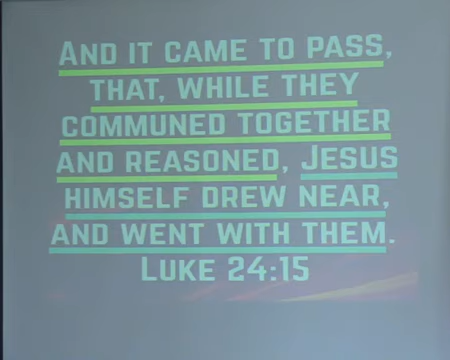 AND IT CAME TO PASS,
THAT, WHILE THEY
COMMUNED TOGETHER
AND REASONED, JESUS
HIMSELF DREW NEAR,
AND WENT WITH THEM.
LUKE 24:15